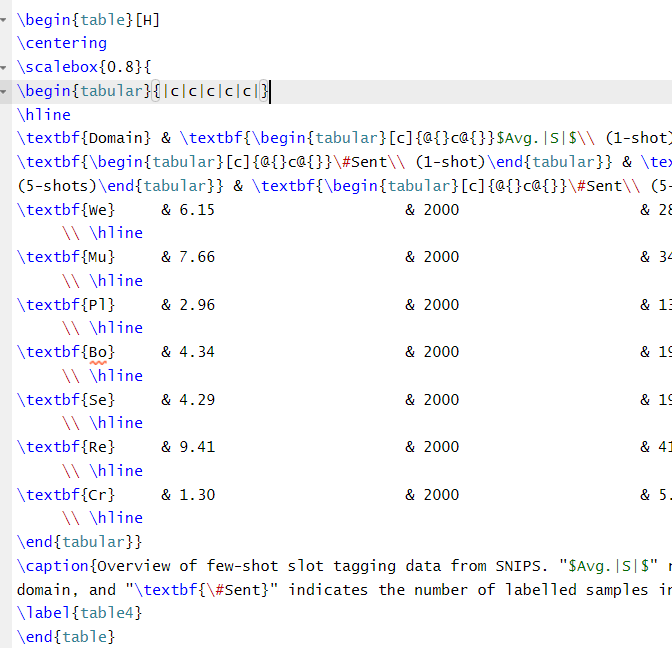 \begin{table}[H]
\centering
\scalebox{0.8}{
\begin{tabular}{|c|c|c|c|c|}
\hline
\textbf{Domain} & \textbf{\begin{tabular}[c]{@{}c@{}}$Avg.|S|$\\ (1-shot)
\textbf{\begin{tabular}[c]{@{}c@{}}\#Sent\\ (1-shot)\end{tabular}} & \tex
(5-shots)\end{tabular}} & \textbf{\begin{tabular}[c]{@{}c@{}}\#Sent\\ (5-
\textbf{We} & 6.15 & 2000 & 28
\\ \hline
\textbf{Mu} & 7.66 & 2000 & 34
\\ \hline
\textbf{Pl} & 2.96 & 2000 & 13
\\ \hline
\textbf{Bo} & 4.34 & 2000 & 19
\\ \hline
\textbf{Se} & 4.29 & 2000 & 19
\\ \hline
\textbf{Re} & 9.41 & 2000 & 41
\\ \hline
\textbf{Cr} & 1.30 & 2000 & 5.
\\ \hline
\end{tabular}}
\caption{Overview of few-shot slot tagging data from SNIPS. "$Avg.|S|$" r
domain, and "\textbf{\#Sent}" indicates the number of labelled samples in
\label{table4}
\end{table}